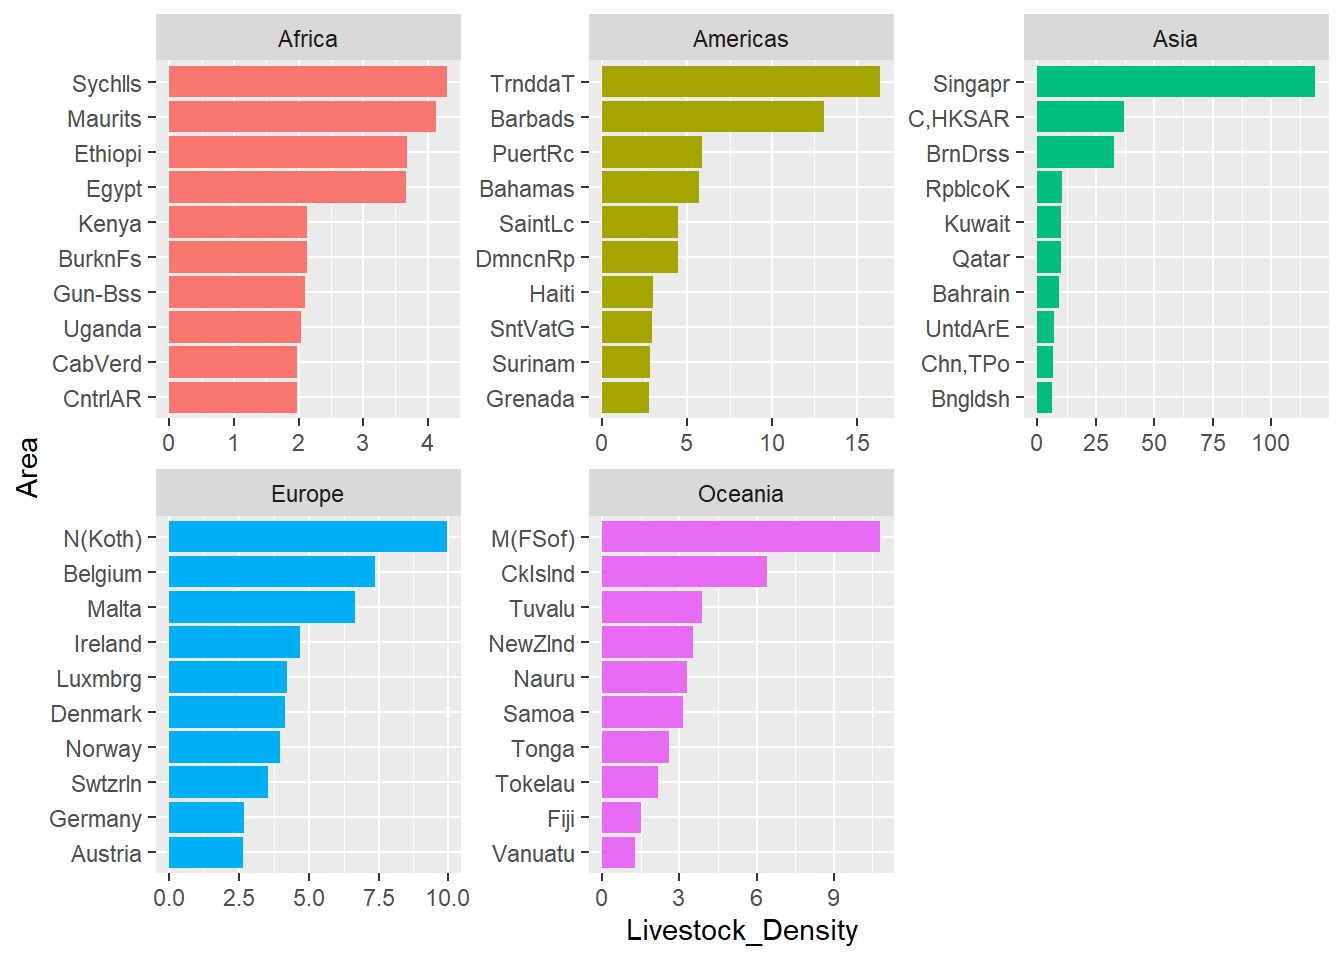 Africa
Sychlls
Maurits
Ethiopi
Egypt
Kenya
BurknFs
Gun-Bss
Uganda
CabVerd
CntrlAR
0 1 2 3 4
Americas
TrnddaT
Barbads
PuertRc
Bahamas
SaintLc
DmncnRp
Haiti
SntVatG
Surinam
Grenada
0 5 10 15
Asia
Singapr
C,HKSAR
BrnDrss
RpblcoK
Kuwait
Qatar
Bahrain
UntdArE
Chn,TPo
Bngldsh
0 25 50 75 100
Area
Europe
N(Koth)
Belgium
Malta
Ireland
Luxmbrg
Denmark
Norway
Swtzrln
Germany
Austria
0.0 2.5 5.0 7.5 10.0
Oceania
M(FSof)
CkIslnd
Tuvalu
NewZlnd
Nauru
Samoa
Tonga
Tokelau
Fiji
Vanuatu
0 3 6 9
Livestock_Density